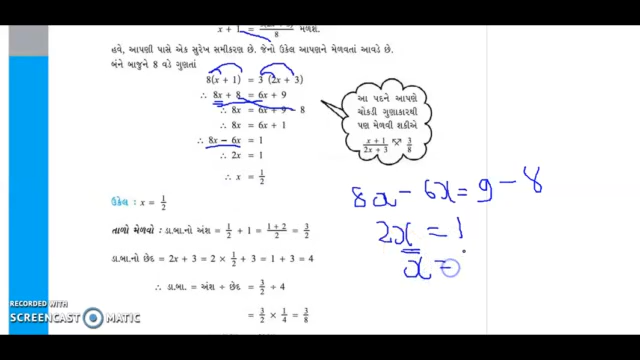 x + 1 = 8 મળશે.
હવે, આપણી પાસે એક સુરેખ સમીકરણ છે. જેનો ઉકેલ આપણને મેળવતાં આવડે છે.
બંને બાજુને 8 વડે ગુણતાં
8(x + 1) = 3 (2x + 3)
∴ 8x + 8 = 6x + 9
∴ 8x = 6x + 9 − 8
∴ 8x = 6x + 1
∴ 8x − 6x = 1
∴ 2x = 1
∴ x = 1/2
આ પદને આપણે
ચોકડી ગુણાકારથી
પણ મેળવી શકીએ
x + 1 / 2x + 3 3/8
8x − 6x = 9 − 8
2x = 1
x =
ઉકેલ : x = 1/2
તાળો મેળવો : ડા.બા.નો અંશ = 1/2 + 1 = 1 + 2 / 2 = 3/2
ડા.બા.નો છેદ = 2x + 3 = 2 × 1/2 + 3 = 1 + 3 = 4
∴ ડા.બા. = અંશ ÷ છેદ = 3/2 ÷ 4
= 3/2 × 1/4 = 3/8
RECORDED WITH
SCREENCAST MATIC